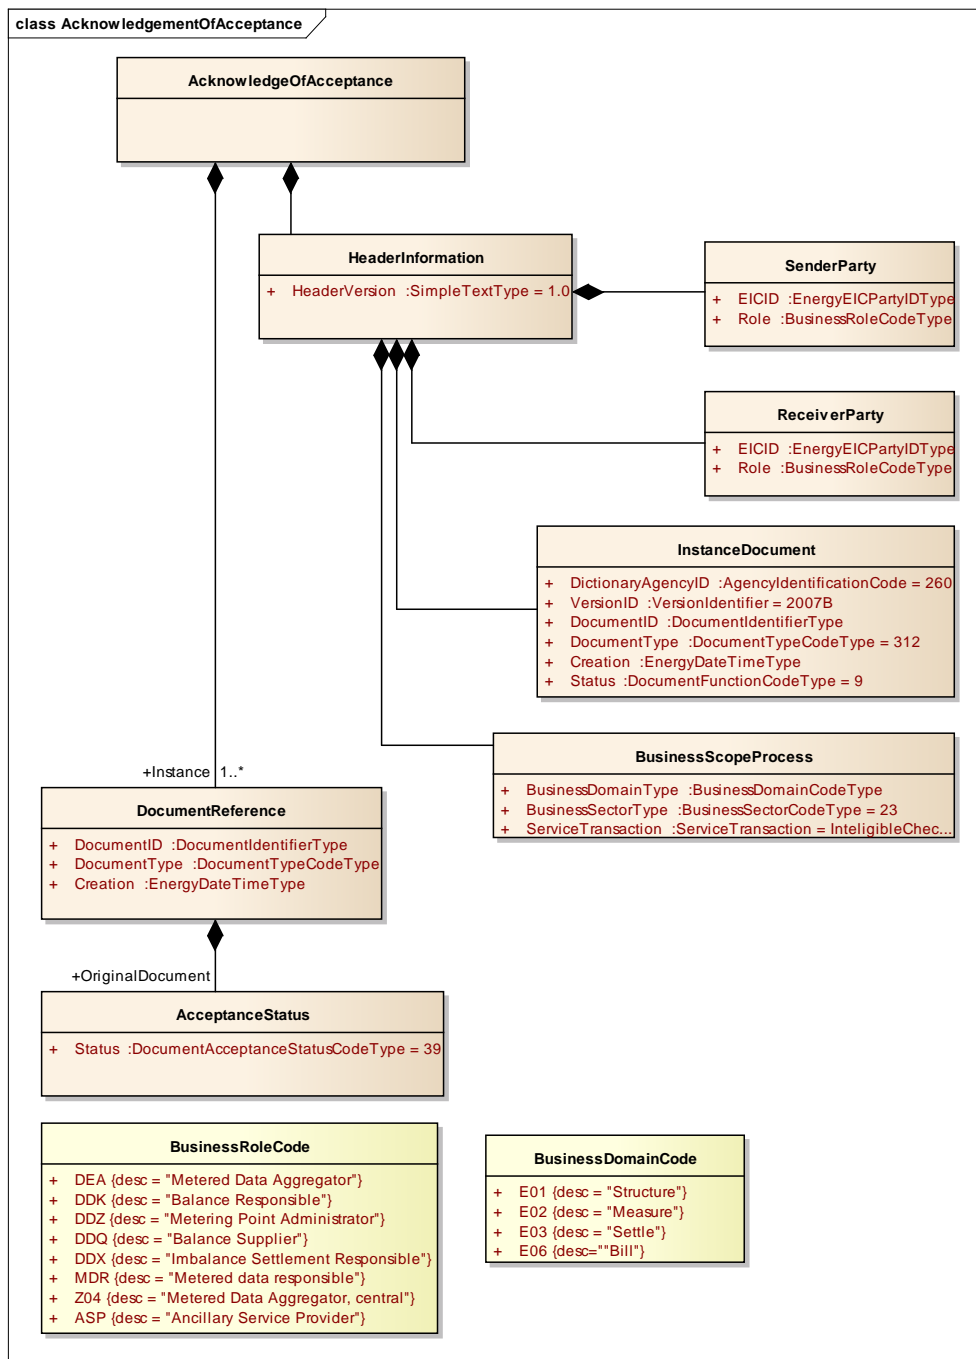 class AcknowledgementOfAcceptance
AcknowledgeOfAcceptance
HeaderInformation
+ HeaderVersion :SimpleTextType = 1.0
SenderParty
+ EICID :EnergyEICPartyIDType
+ Role :BusinessRoleCodeType
ReceiverParty
+ EICID :EnergyEICPartyIDType
+ Role :BusinessRoleCodeType
InstanceDocument
+ DictionaryAgencyID :AgencyIdentificationCode = 260
+ VersionID :VersionIdentifier = 2007B
+ DocumentID :DocumentIdentifierType
+ DocumentType :DocumentTypeCodeType = 312
+ Creation :EnergyDateTimeType
+ Status :DocumentFunctionCodeType = 9
BusinessScopeProcess
+ BusinessDomainType :BusinessDomainCodeType
+ BusinessSectorType :BusinessSectorCodeType = 23
+ ServiceTransaction :ServiceTransaction = InteligibleChec...
+Instance 1..*
DocumentReference
+ DocumentID :DocumentIdentifierType
+ DocumentType :DocumentTypeCodeType
+ Creation :EnergyDateTimeType
+OriginalDocument
AcceptanceStatus
+ Status :DocumentAcceptanceStatusCodeType = 39
BusinessRoleCode
+ DEA {desc = "Metered Data Aggregator"}
+ DDK {desc = "Balance Responsible"}
+ DDZ {desc = "Metering Point Administrator"}
+ DDQ {desc = "Balance Supplier"}
+ DDX {desc = "Imbalance Settlement Responsible"}
+ MDR {desc = "Metered data responsible"}
+ Z04 {desc = "Metered Data Aggregator, central"}
+ ASP {desc = "Ancillary Service Provider"}
BusinessDomainCode
+ E01 {desc = "Structure"}
+ E02 {desc = "Measure"}
+ E03 {desc = "Settle"}
+ E06 {desc=""Bill"}